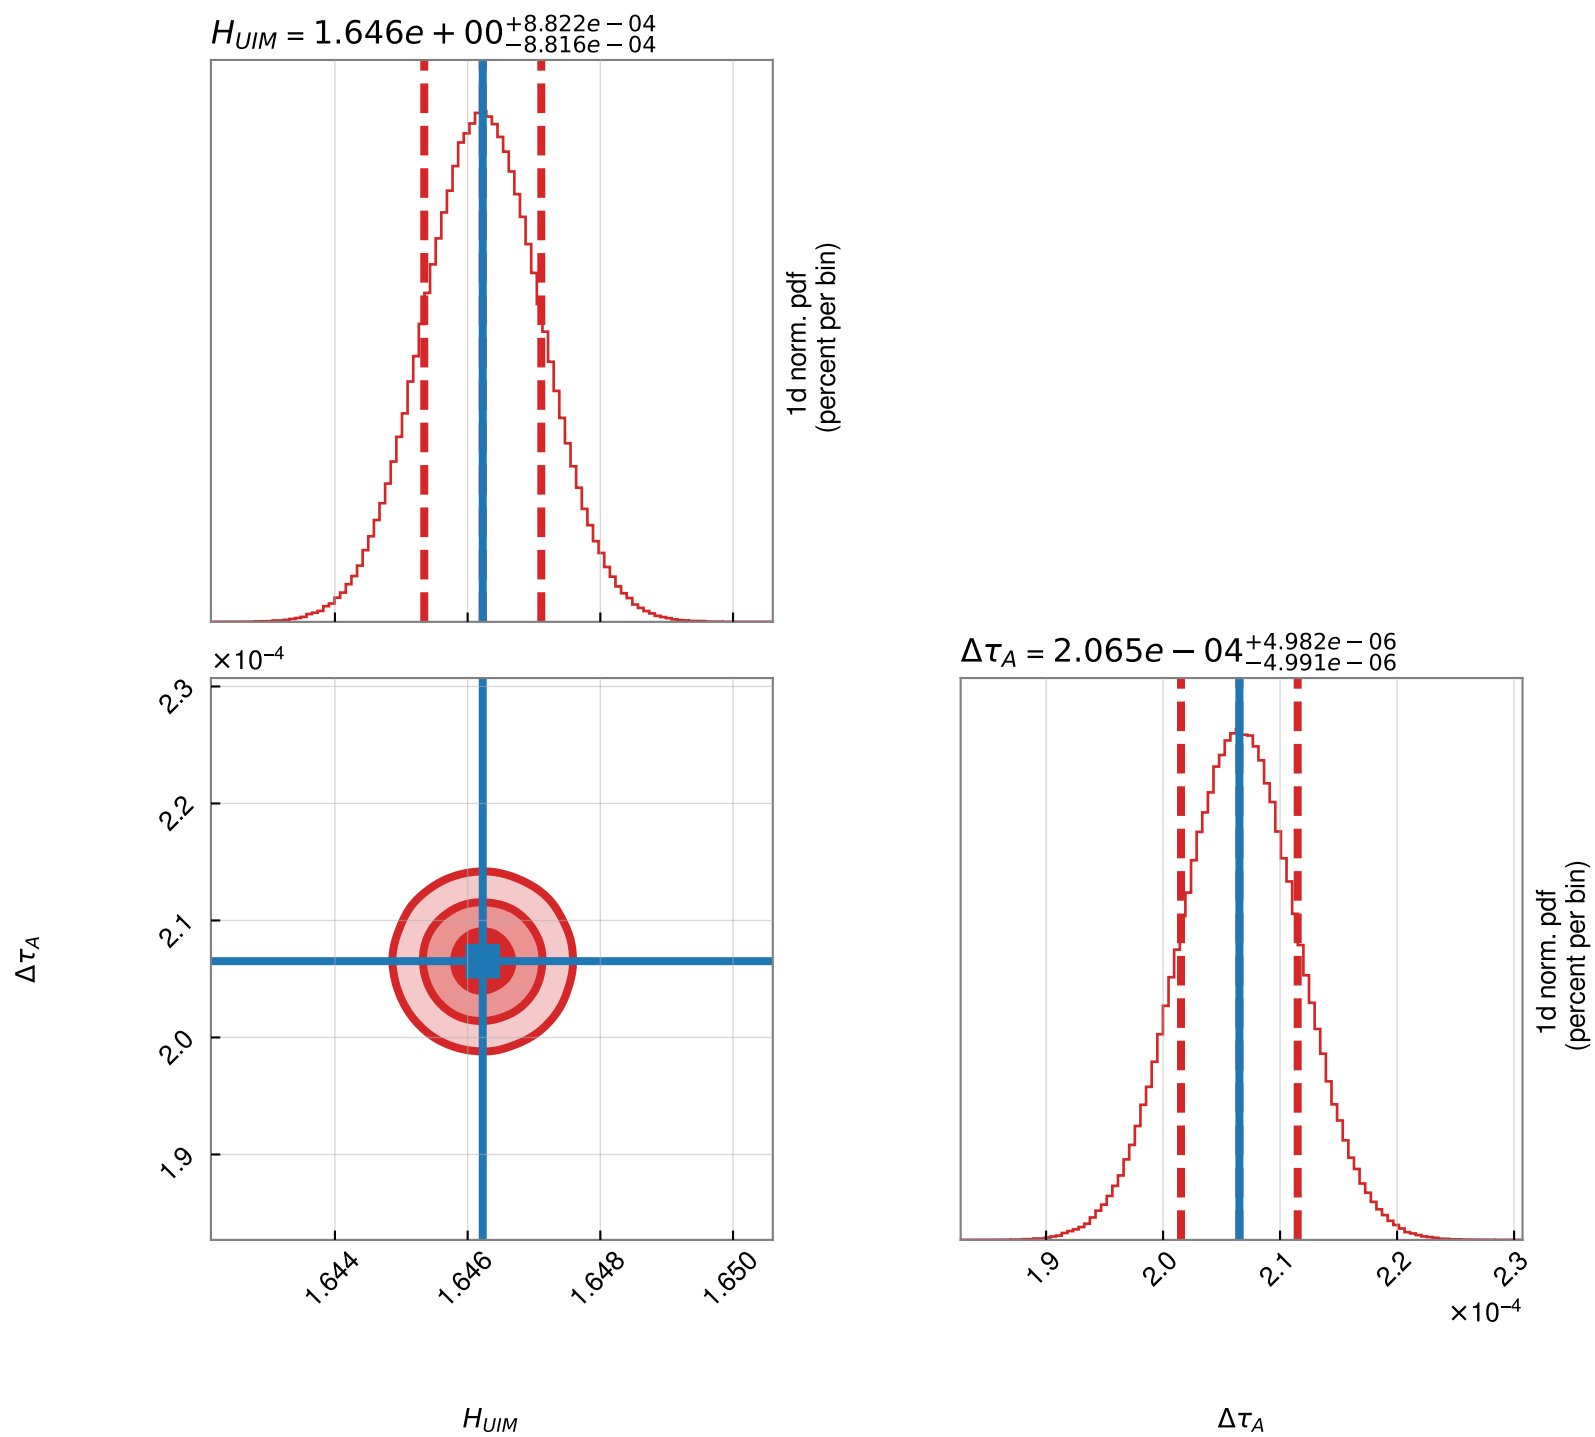 H_UIM = 1.646e + 00 +8.822e − 04 −8.816e − 04
1d norm. pdf
(percent per bin)
×10⁻⁴
2.3
2.2
2.1
2.0
1.9
Δτ_A
1.644
1.646
1.648
1.650
H_UIM
Δτ_A = 2.065e − 04 +4.982e − 06 −4.991e − 06
1d norm. pdf
(percent per bin)
1.9
2.0
2.1
2.2
2.3
×10⁻⁴
Δτ_A